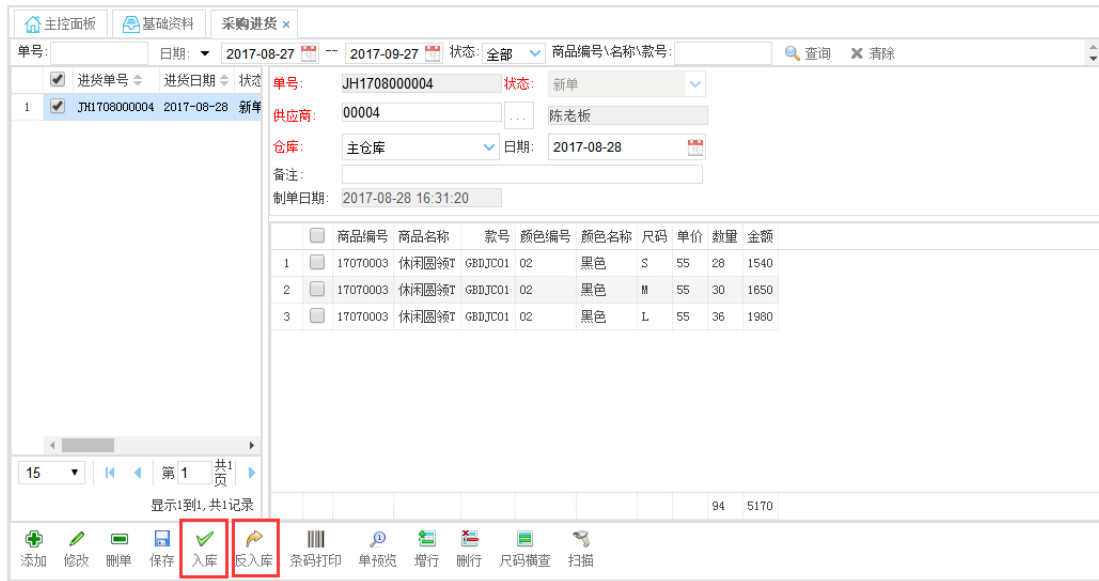 主控面板 基础资料 采购进货 ×
单号: 日期: 2017-08-27 -- 2017-09-27 状态: 全部 商品编号\名称\款号: 查询 清除
进货单号 进货日期 状态
1 JH1708000004 2017-08-28 新单
单号: JH1708000004 状态: 新单
供应商: 00004 ... 陈老板
仓库: 主仓库 日期: 2017-08-28
备注:
制单日期: 2017-08-28 16:31:20
商品编号 商品名称 款号 颜色编号 颜色名称 尺码 单价 数量 金额
1 17070003 休闲圆领T GBDJC01 02 黑色 S 55 28 1540
2 17070003 休闲圆领T GBDJC01 02 黑色 M 55 30 1650
3 17070003 休闲圆领T GBDJC01 02 黑色 L 55 36 1980
94 5170
15 第 1 共1页
显示1到1,共1记录
添加 修改 删单 保存 入库 反入库 条码打印 单预览 增行 删行 尺码横查 扫描